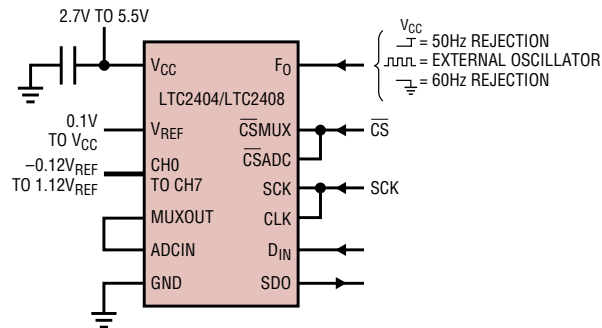 2.7V TO 5.5V
VCC
= 50Hz REJECTION
= EXTERNAL OSCILLATOR
= 60Hz REJECTION
VCC
FO
LTC2404/LTC2408
0.1V
TO VCC
VREF
CSMUX
CS
CSADC
–0.12VREF
TO 1.12VREF
CH0
TO CH7
SCK
SCK
CLK
MUXOUT
ADCIN
DIN
GND
SDO